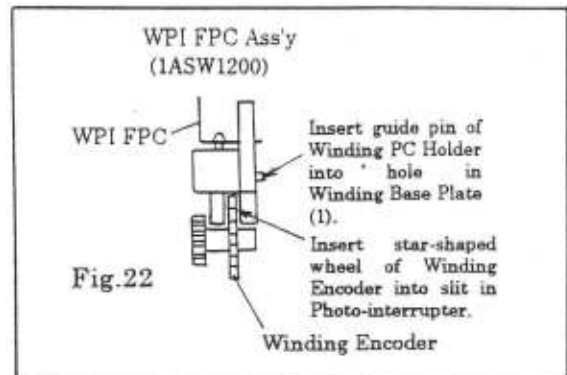 WPI FPC Ass'y
(1ASW1200)
WPI FPC
Insert guide pin of
Winding PC Holder
into hole in
Winding Base Plate
(1).
Insert star-shaped
wheel of Winding
Encoder into slit in
Photo-interrupter.
Fig.22
Winding Encoder